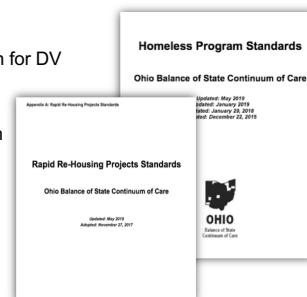 n for DV
n
Homeless Program Standards
Ohio Balance of State Continuum of Care
Updated: May 2019
dated: January 2019
ated: January 29, 2018
ted: December 22, 2015
OHIO
Balance of State
Continuum of Care
Appendix A: Rapid Re-Housing Projects Standards
Rapid Re-Housing Projects Standards
Ohio Balance of State Continuum of Care
Updated: May 2019
Adopted: November 27, 2017